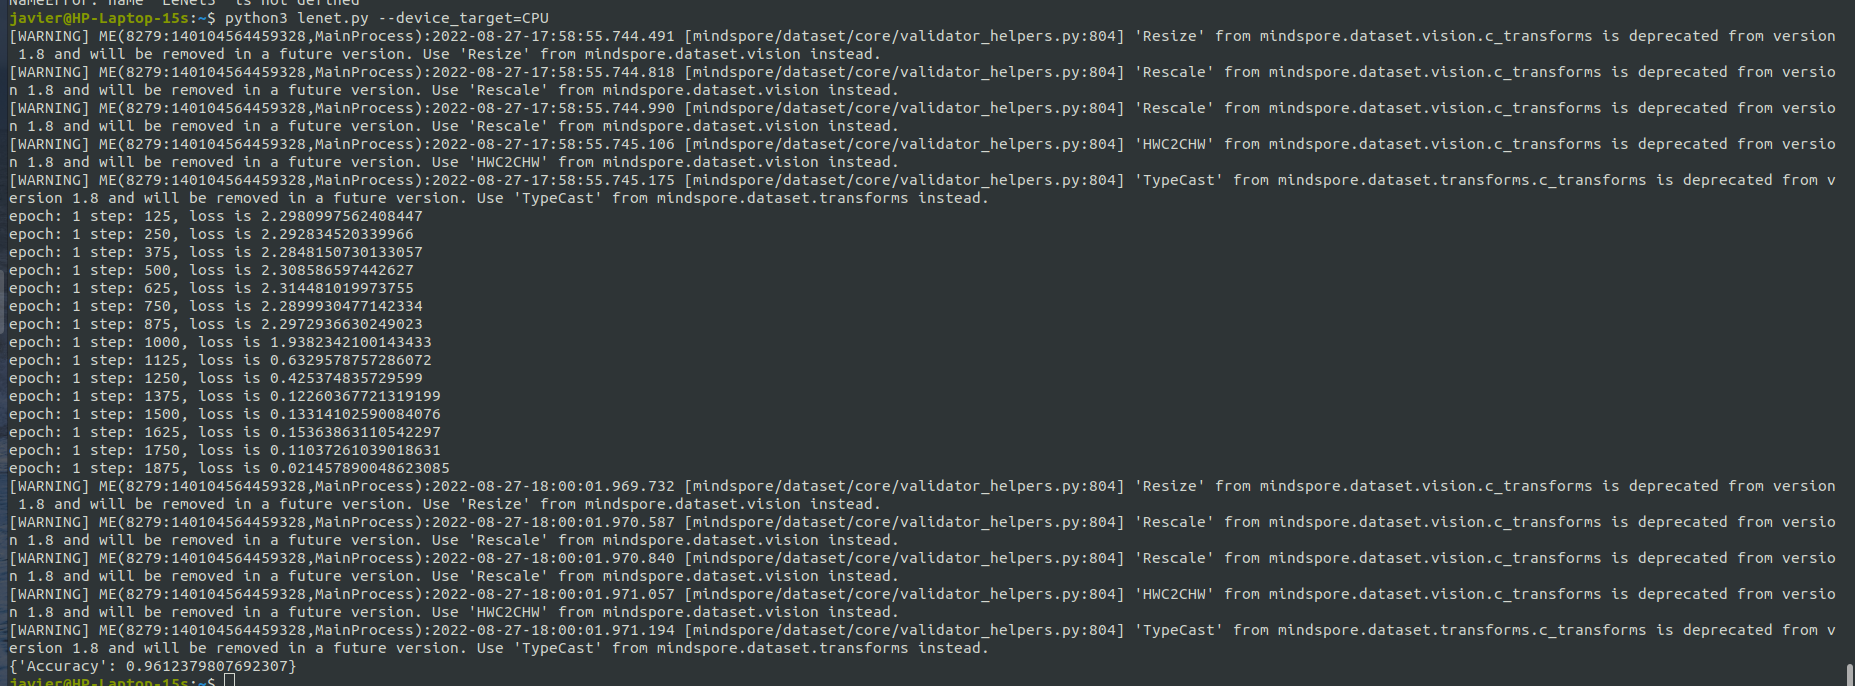 NameError: name 'LeNet5' is not defined
javier@HP-Laptop-15s:~$ python3 lenet.py --device_target=CPU
[WARNING] ME(8279:140104564459328,MainProcess):2022-08-27-17:58:55.744.491 [mindspore/dataset/core/validator_helpers.py:804] 'Resize' from mindspore.dataset.vision.c_transforms is deprecated from version
 1.8 and will be removed in a future version. Use 'Resize' from mindspore.dataset.vision instead.
[WARNING] ME(8279:140104564459328,MainProcess):2022-08-27-17:58:55.744.818 [mindspore/dataset/core/validator_helpers.py:804] 'Rescale' from mindspore.dataset.vision.c_transforms is deprecated from versio
n 1.8 and will be removed in a future version. Use 'Rescale' from mindspore.dataset.vision instead.
[WARNING] ME(8279:140104564459328,MainProcess):2022-08-27-17:58:55.744.990 [mindspore/dataset/core/validator_helpers.py:804] 'Rescale' from mindspore.dataset.vision.c_transforms is deprecated from versio
n 1.8 and will be removed in a future version. Use 'Rescale' from mindspore.dataset.vision instead.
[WARNING] ME(8279:140104564459328,MainProcess):2022-08-27-17:58:55.745.106 [mindspore/dataset/core/validator_helpers.py:804] 'HWC2CHW' from mindspore.dataset.vision.c_transforms is deprecated from versio
n 1.8 and will be removed in a future version. Use 'HWC2CHW' from mindspore.dataset.vision instead.
[WARNING] ME(8279:140104564459328,MainProcess):2022-08-27-17:58:55.745.175 [mindspore/dataset/core/validator_helpers.py:804] 'TypeCast' from mindspore.dataset.transforms.c_transforms is deprecated from v
ersion 1.8 and will be removed in a future version. Use 'TypeCast' from mindspore.dataset.transforms instead.
epoch: 1 step: 125, loss is 2.2980997562408447
epoch: 1 step: 250, loss is 2.292834520339966
epoch: 1 step: 375, loss is 2.2848150730133057
epoch: 1 step: 500, loss is 2.308586597442627
epoch: 1 step: 625, loss is 2.314481019973755
epoch: 1 step: 750, loss is 2.2899930477142334
epoch: 1 step: 875, loss is 2.2972936630249023
epoch: 1 step: 1000, loss is 1.9382342100143433
epoch: 1 step: 1125, loss is 0.6329578757286072
epoch: 1 step: 1250, loss is 0.425374835729599
epoch: 1 step: 1375, loss is 0.12260367721319199
epoch: 1 step: 1500, loss is 0.13314102590084076
epoch: 1 step: 1625, loss is 0.15363863110542297
epoch: 1 step: 1750, loss is 0.11037261039018631
epoch: 1 step: 1875, loss is 0.021457890048623085
[WARNING] ME(8279:140104564459328,MainProcess):2022-08-27-18:00:01.969.732 [mindspore/dataset/core/validator_helpers.py:804] 'Resize' from mindspore.dataset.vision.c_transforms is deprecated from version
 1.8 and will be removed in a future version. Use 'Resize' from mindspore.dataset.vision instead.
[WARNING] ME(8279:140104564459328,MainProcess):2022-08-27-18:00:01.970.587 [mindspore/dataset/core/validator_helpers.py:804] 'Rescale' from mindspore.dataset.vision.c_transforms is deprecated from versio
n 1.8 and will be removed in a future version. Use 'Rescale' from mindspore.dataset.vision instead.
[WARNING] ME(8279:140104564459328,MainProcess):2022-08-27-18:00:01.970.840 [mindspore/dataset/core/validator_helpers.py:804] 'Rescale' from mindspore.dataset.vision.c_transforms is deprecated from versio
n 1.8 and will be removed in a future version. Use 'Rescale' from mindspore.dataset.vision instead.
[WARNING] ME(8279:140104564459328,MainProcess):2022-08-27-18:00:01.971.057 [mindspore/dataset/core/validator_helpers.py:804] 'HWC2CHW' from mindspore.dataset.vision.c_transforms is deprecated from versio
n 1.8 and will be removed in a future version. Use 'HWC2CHW' from mindspore.dataset.vision instead.
[WARNING] ME(8279:140104564459328,MainProcess):2022-08-27-18:00:01.971.194 [mindspore/dataset/core/validator_helpers.py:804] 'TypeCast' from mindspore.dataset.transforms.c_transforms is deprecated from v
ersion 1.8 and will be removed in a future version. Use 'TypeCast' from mindspore.dataset.transforms instead.
{'Accuracy': 0.9612379807692307}
javier@HP-Laptop-15s:~$